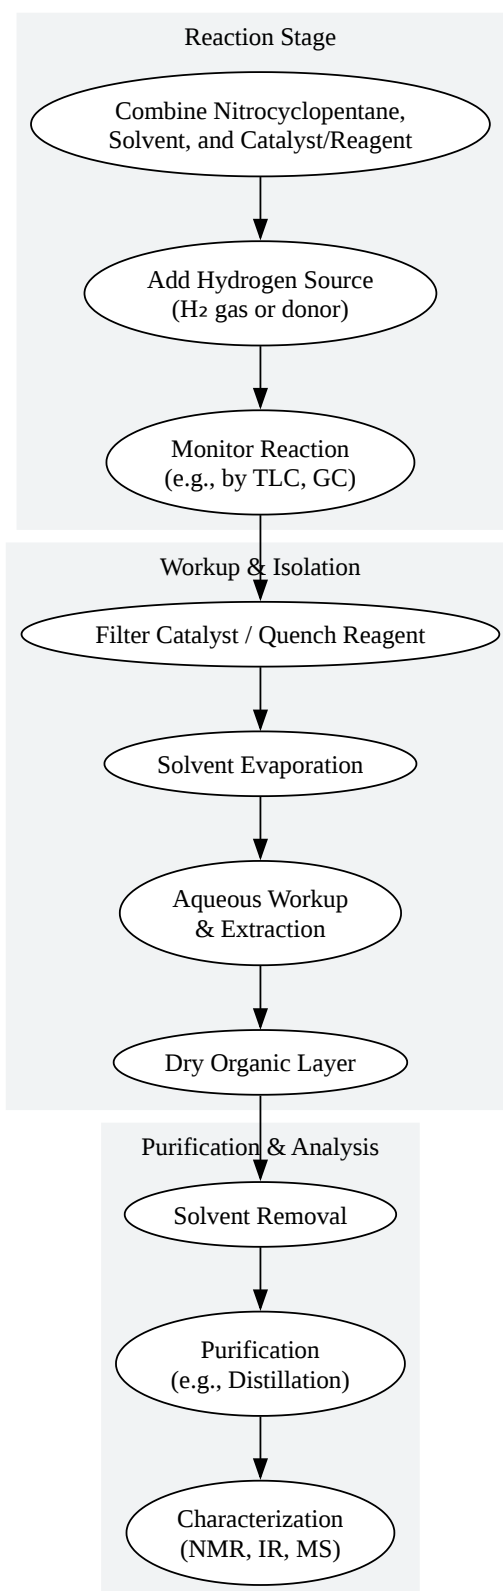 Reaction Stage
Combine Nitrocyclopentane,
Solvent, and Catalyst/Reagent
Add Hydrogen Source
(H₂ gas or donor)
Monitor Reaction
(e.g., by TLC, GC)
Workup & Isolation
Filter Catalyst / Quench Reagent
Solvent Evaporation
Aqueous Workup
& Extraction
Dry Organic Layer
Purification & Analysis
Solvent Removal
Purification
(e.g., Distillation)
Characterization
(NMR, IR, MS)